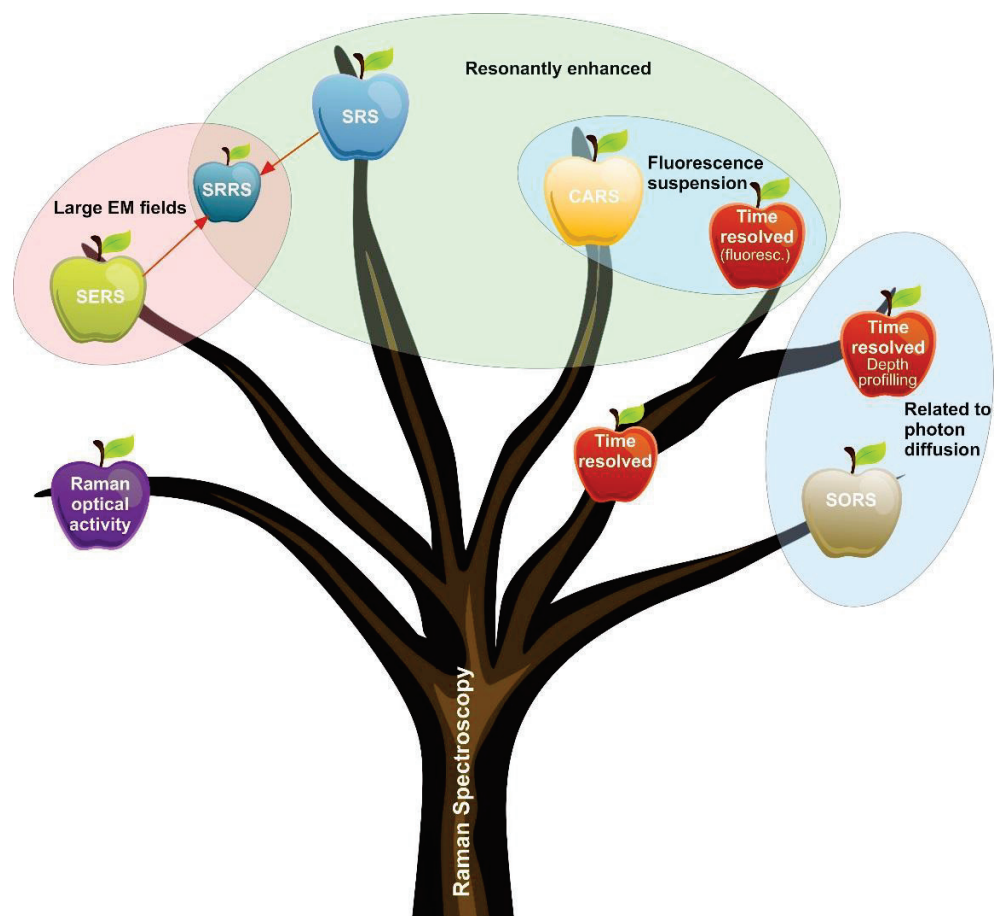 Resonantly enhanced
SRS
Fluorescence
suspension
SRRS
CARS
Large EM fields
Time
resolved
(fluoresc.)
SERS
Time
resolved
Depth
profilling
Related to
photon
diffusion
Time
resolved
Raman
optical
activity
SORS
Raman Spectroscopy